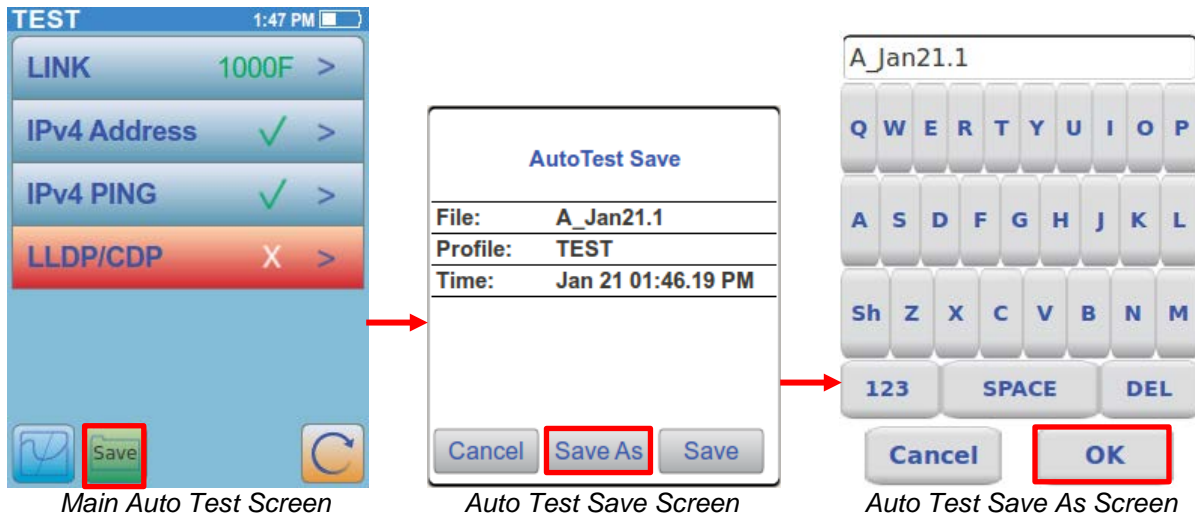 TEST 1:47 PM
LINK 1000F >
IPv4 Address √ >
IPv4 PING √ >
LLDP/CDP X >
Save
Main Auto Test Screen
AutoTest Save
File: A_Jan21.1
Profile: TEST
Time: Jan 21 01:46.19 PM
Cancel Save As Save
Auto Test Save Screen
A_Jan21.1
Q W E R T Y U I O P
A S D F G H J K L
Sh Z X C V B N M
123 SPACE DEL
Cancel OK
Auto Test Save As Screen